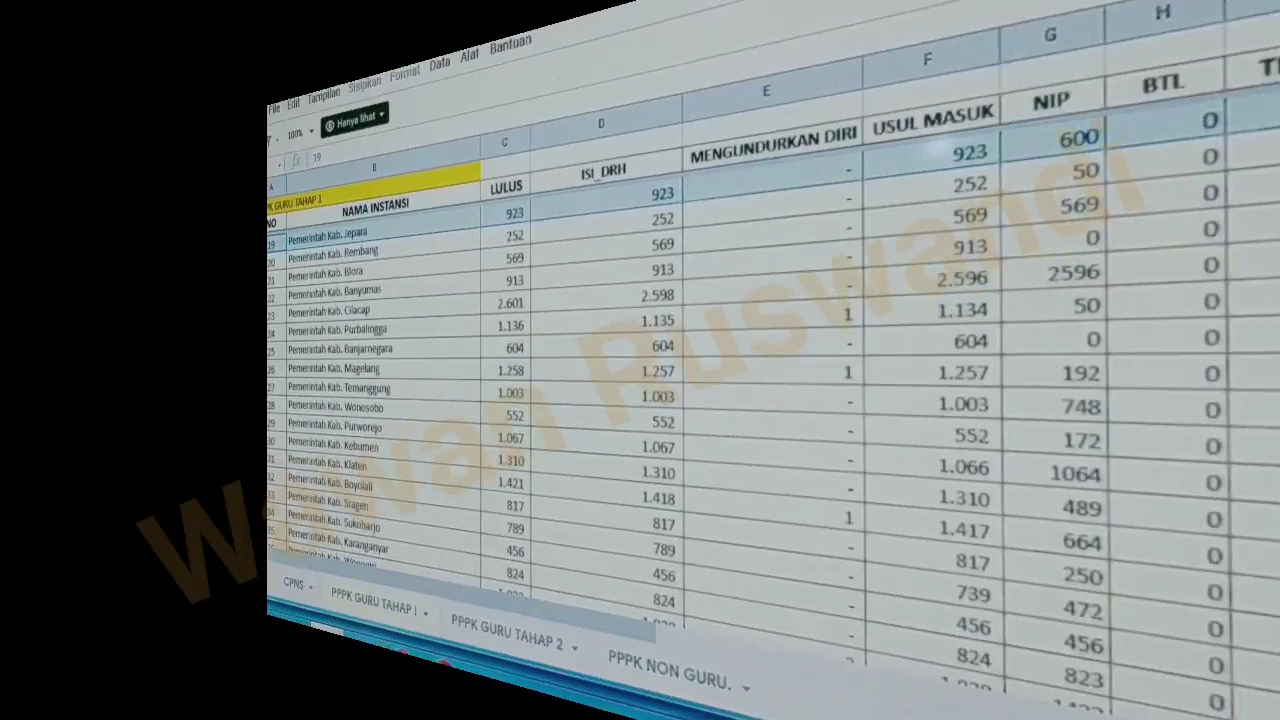 File Edit Tampilan Sisipkan Format Data Alat Bantuan
100% Hanya lihat
fx 19
A B C D E F G H
PK GURU TAHAP 1
NO NAMA INSTANSI LULUS ISI_DRH MENGUNDURKAN DIRI USUL MASUK NIP BTL
19 Pemerintah Kab. Jepara 923 923 - 923 600 0
20 Pemerintah Kab. Rembang 252 252 - 252 50 0
21 Pemerintah Kab. Blora 569 569 - 569 569 0
22 Pemerintah Kab. Banyumas 913 913 - 913 0 0
23 Pemerintah Kab. Cilacap 2.601 2.598 - 2.596 2596 0
24 Pemerintah Kab. Purbalingga 1.136 1.135 1 1.134 50 0
25 Pemerintah Kab. Banjarnegara 604 604 - 604 0 0
26 Pemerintah Kab. Magelang 1.258 1.257 1 1.257 192 0
27 Pemerintah Kab. Temanggung 1.003 1.003 - 1.003 748 0
28 Pemerintah Kab. Wonosobo 552 552 - 552 172 0
29 Pemerintah Kab. Purworejo 1.067 1.067 - 1.066 1064 0
30 Pemerintah Kab. Kebumen 1.310 1.310 - 1.310 489 0
31 Pemerintah Kab. Klaten 1.421 1.418 1 1.417 664 0
32 Pemerintah Kab. Boyolali 817 817 - 817 250 0
33 Pemerintah Kab. Sragen 789 789 - 739 472 0
34 Pemerintah Kab. Sukoharjo 456 456 - 456 456 0
35 Pemerintah Kab. Karanganyar 824 824 - 824 823 0
CPNS PPPK GURU TAHAP I PPPK GURU TAHAP 2 PPPK NON GURU.
Wawan Ruswandi